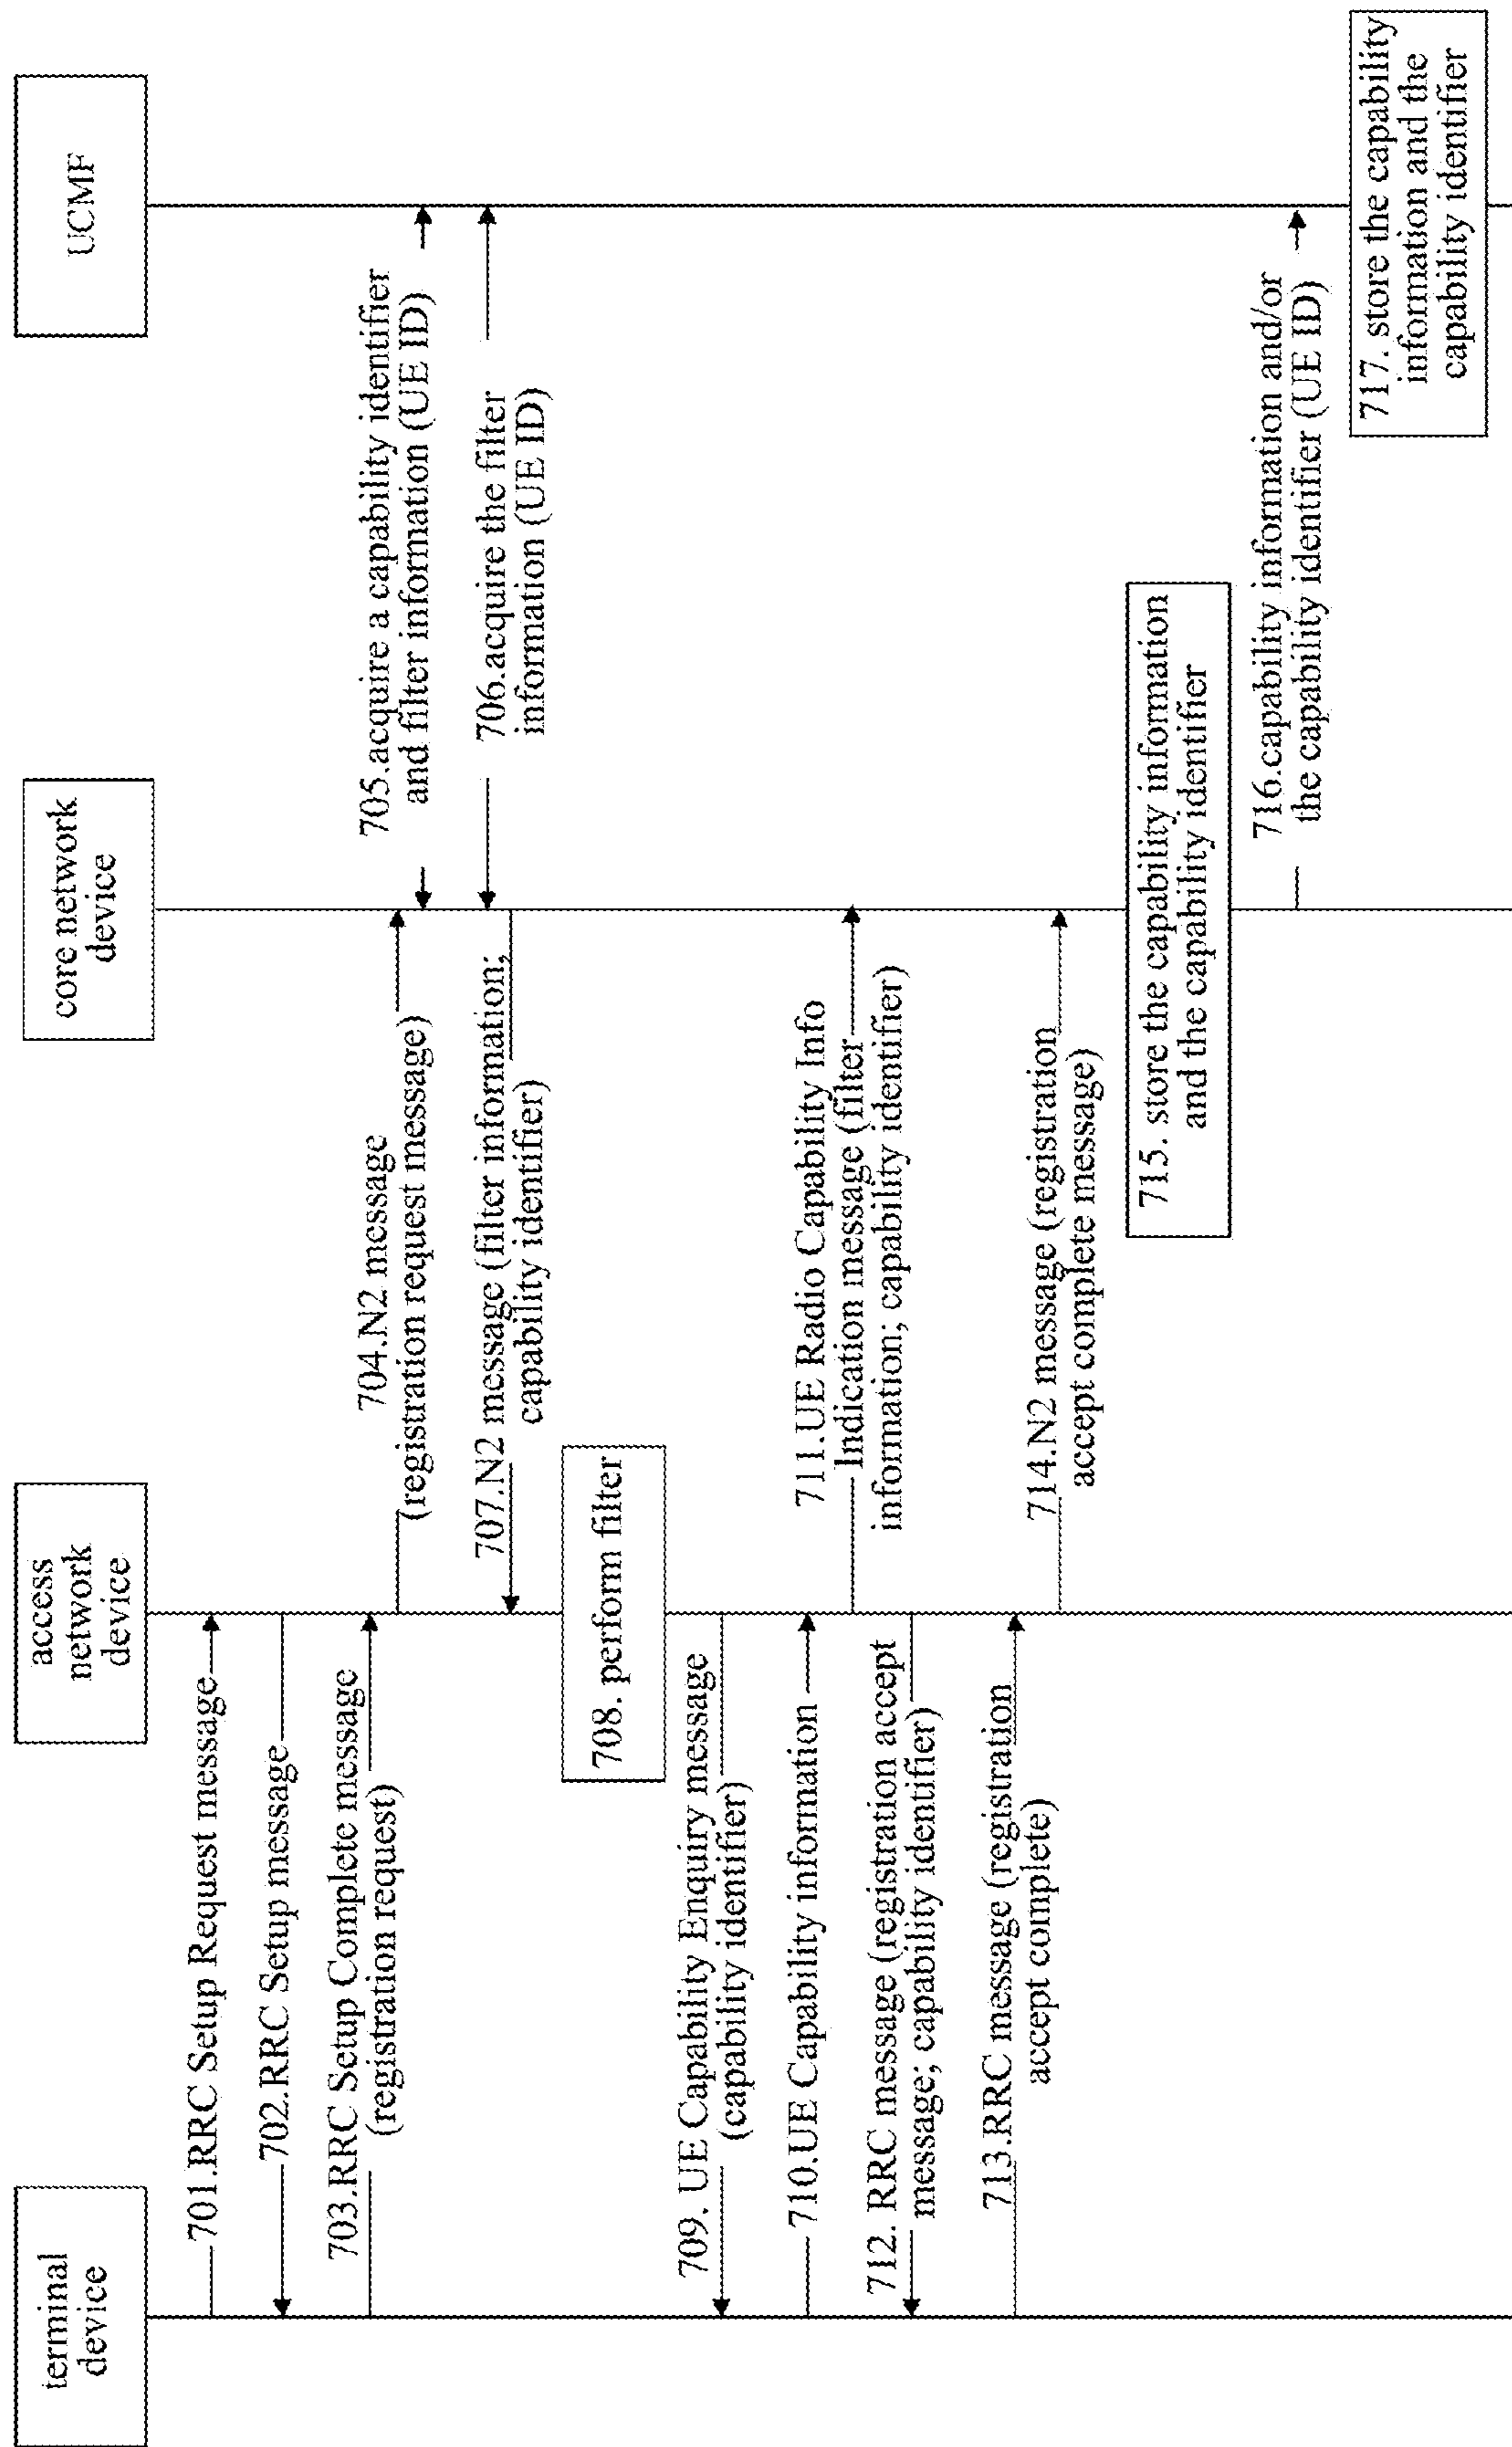 terminal
device
access
network
device
core network
device
UCMF
701.RRC Setup Request message
702.RRC Setup message
703.RRC Setup Complete message
(registration request)
704.N2 message
(registration request message)
705.acquire a capability identifier
and filter information (UE ID)
706.acquire the filter
information (UE ID)
707.N2 message (filter information;
capability identifier)
708. perform filter
709. UE Capability Enquiry message
(capability identifier)
710.UE Capability information
711.UE Radio Capability Info
Indication message (filter
information; capability identifier)
712. RRC message (registration accept
message; capability identifier)
713.RRC message (registration
accept complete)
714.N2 message (registration
accept complete message)
715. store the capability information
and the capability identifier
716.capability information and/or
the capability identifier (UE ID)
717. store the capability
information and the
capability identifier